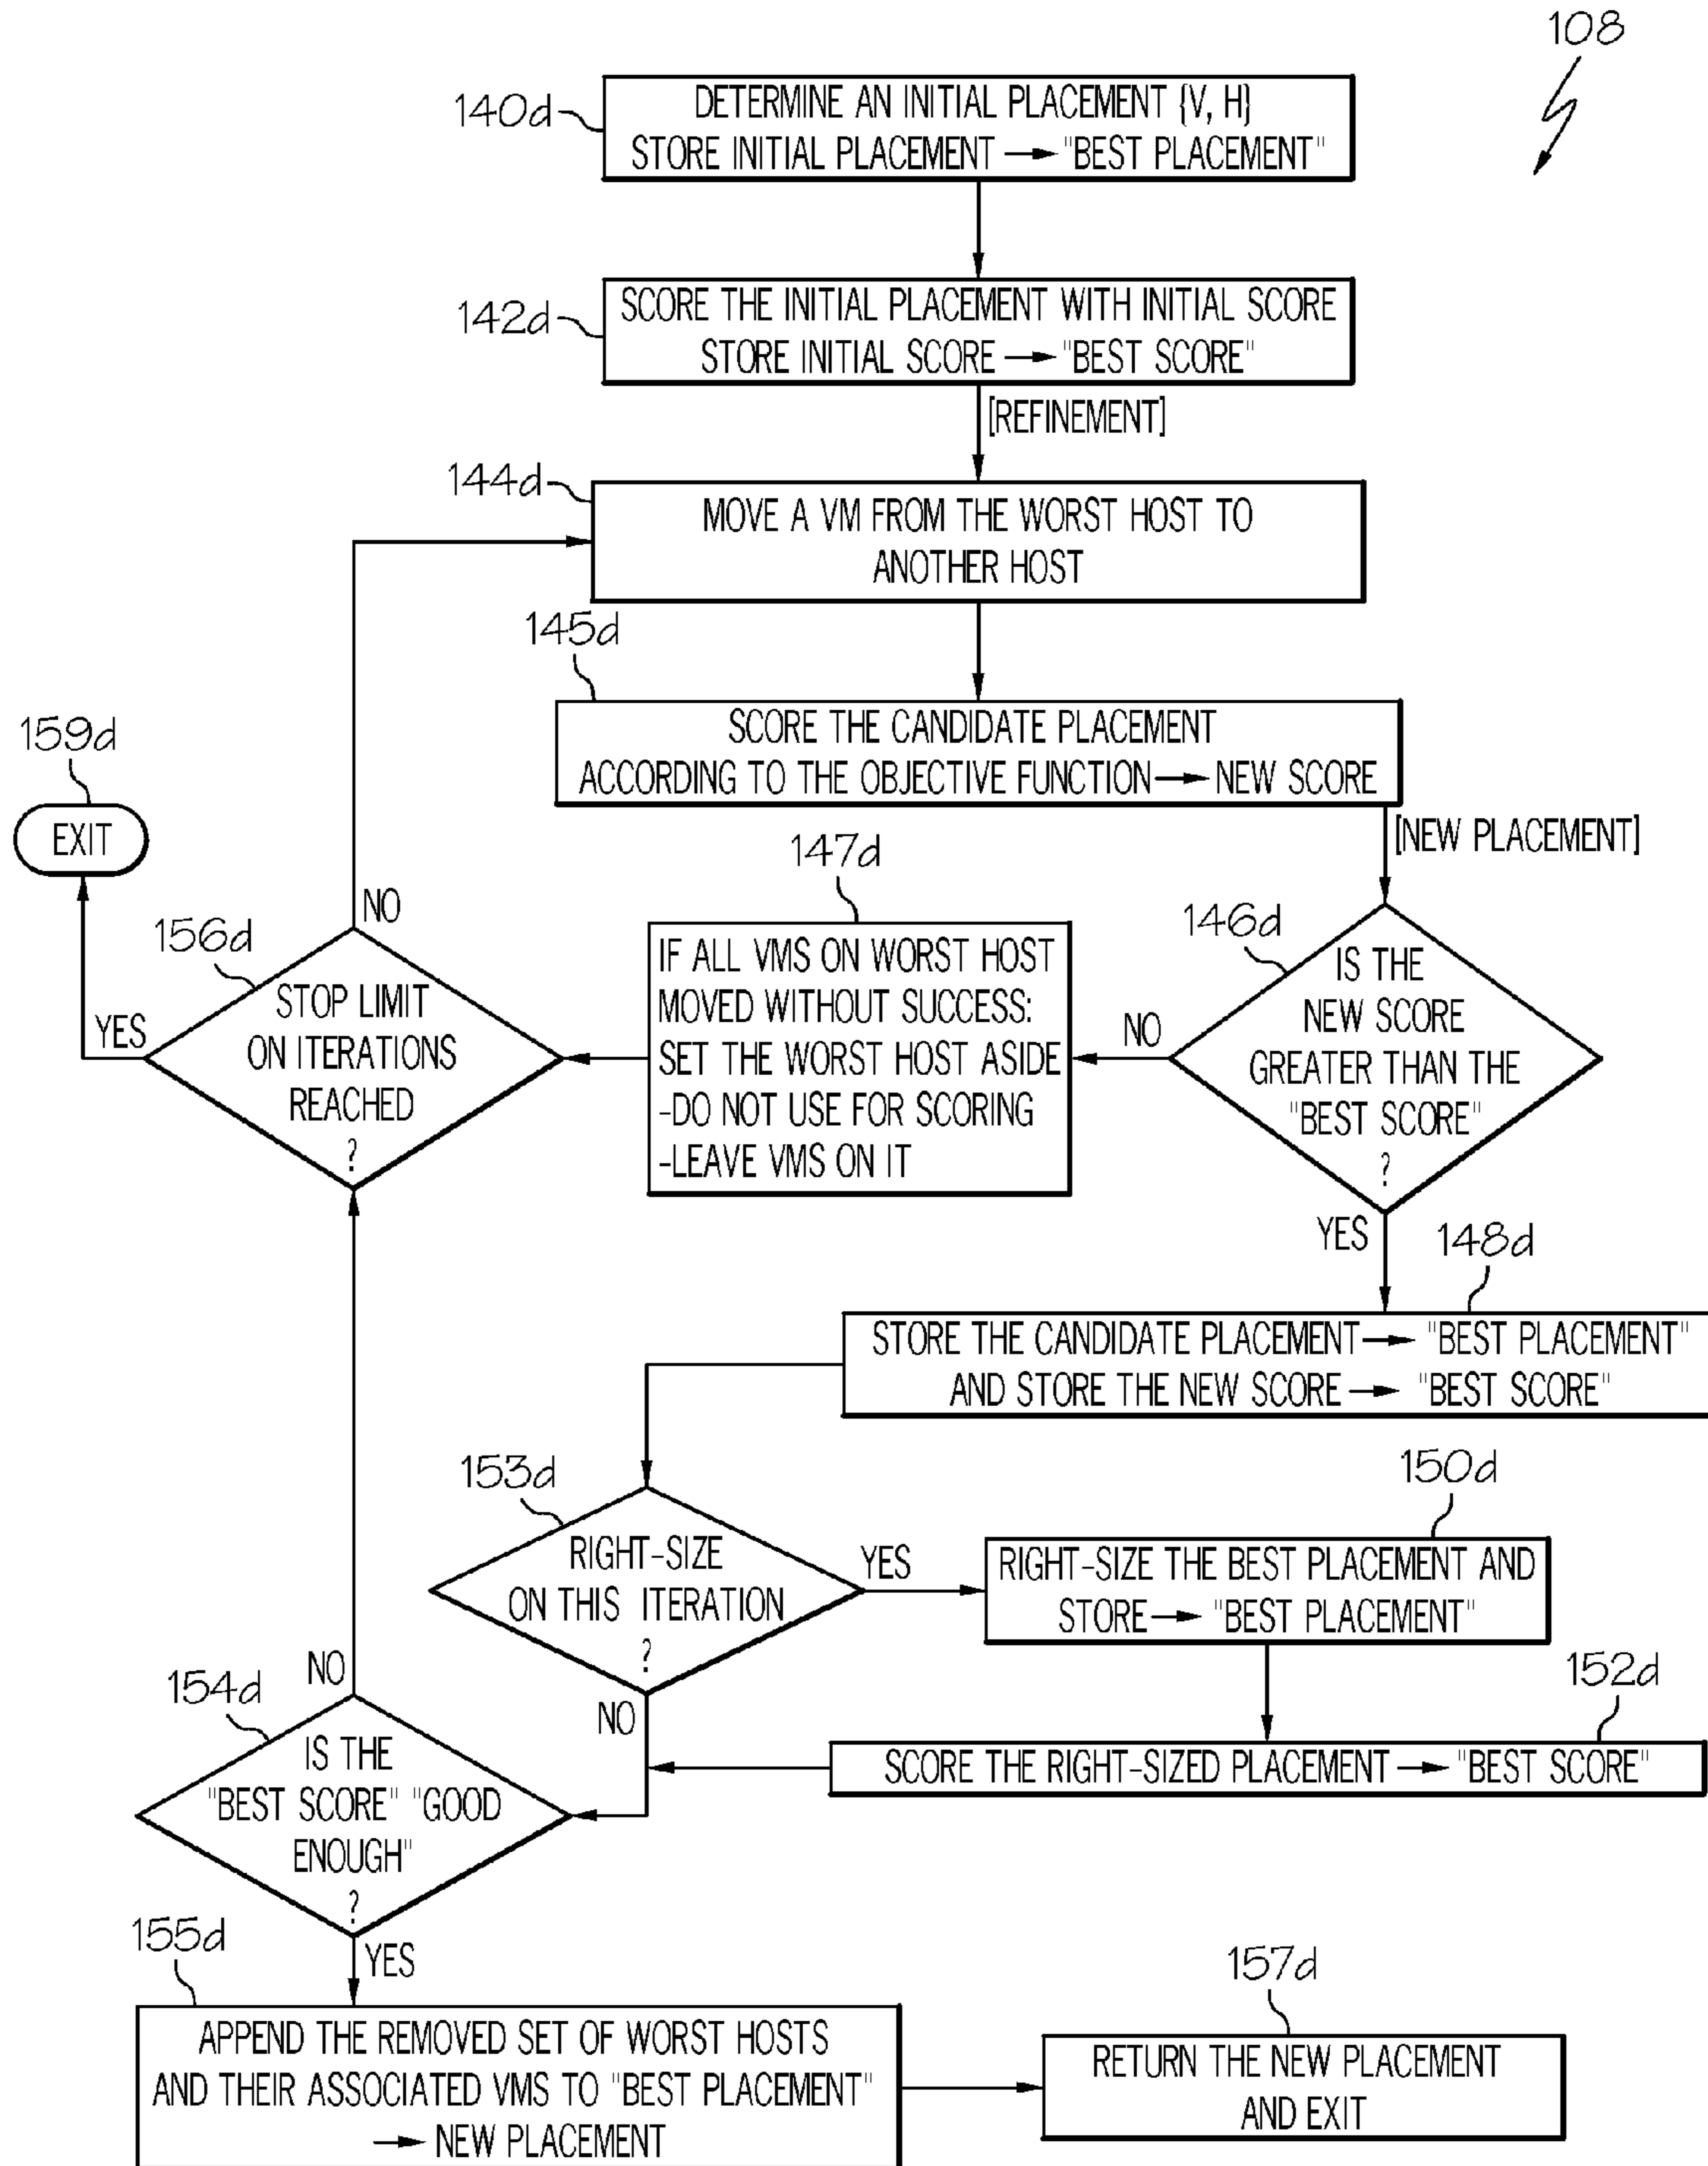 108
140d
DETERMINE AN INITIAL PLACEMENT {V, H}
STORE INITIAL PLACEMENT → "BEST PLACEMENT"
142d
SCORE THE INITIAL PLACEMENT WITH INITIAL SCORE
STORE INITIAL SCORE → "BEST SCORE"
[REFINEMENT]
144d
MOVE A VM FROM THE WORST HOST TO
ANOTHER HOST
145d
SCORE THE CANDIDATE PLACEMENT
ACCORDING TO THE OBJECTIVE FUNCTION → NEW SCORE
[NEW PLACEMENT]
159d
EXIT
YES
156d
NO
STOP LIMIT
ON ITERATIONS
REACHED
?
147d
IF ALL VMS ON WORST HOST
MOVED WITHOUT SUCCESS:
SET THE WORST HOST ASIDE
-DO NOT USE FOR SCORING
-LEAVE VMS ON IT
NO
146d
IS THE
NEW SCORE
GREATER THAN THE
"BEST SCORE"
?
YES
148d
STORE THE CANDIDATE PLACEMENT → "BEST PLACEMENT"
AND STORE THE NEW SCORE → "BEST SCORE"
153d
RIGHT-SIZE
ON THIS ITERATION
?
YES
150d
RIGHT-SIZE THE BEST PLACEMENT AND
STORE → "BEST PLACEMENT"
NO
152d
SCORE THE RIGHT-SIZED PLACEMENT → "BEST SCORE"
154d
NO
IS THE
"BEST SCORE" "GOOD
ENOUGH"
?
YES
155d
APPEND THE REMOVED SET OF WORST HOSTS
AND THEIR ASSOCIATED VMS TO "BEST PLACEMENT"
→ NEW PLACEMENT
157d
RETURN THE NEW PLACEMENT
AND EXIT